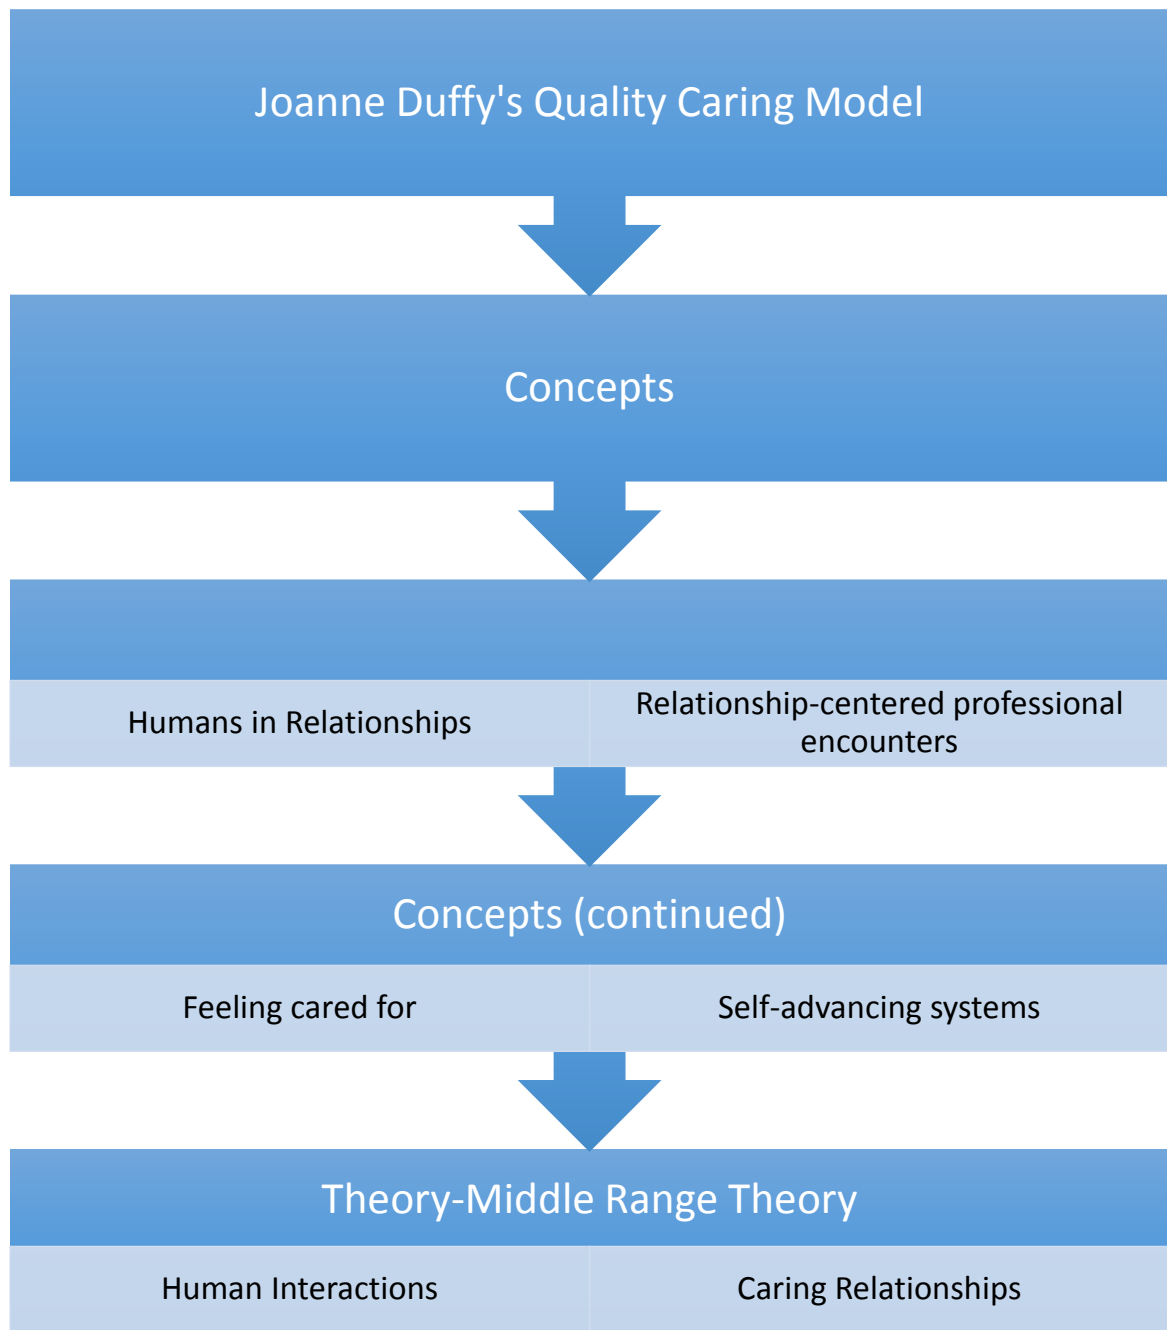 Joanne Duffy's Quality Caring Model
Concepts
Humans in Relationships
Relationship-centered professional
encounters
Concepts (continued)
Feeling cared for
Self-advancing systems
Theory-Middle Range Theory
Human Interactions
Caring Relationships